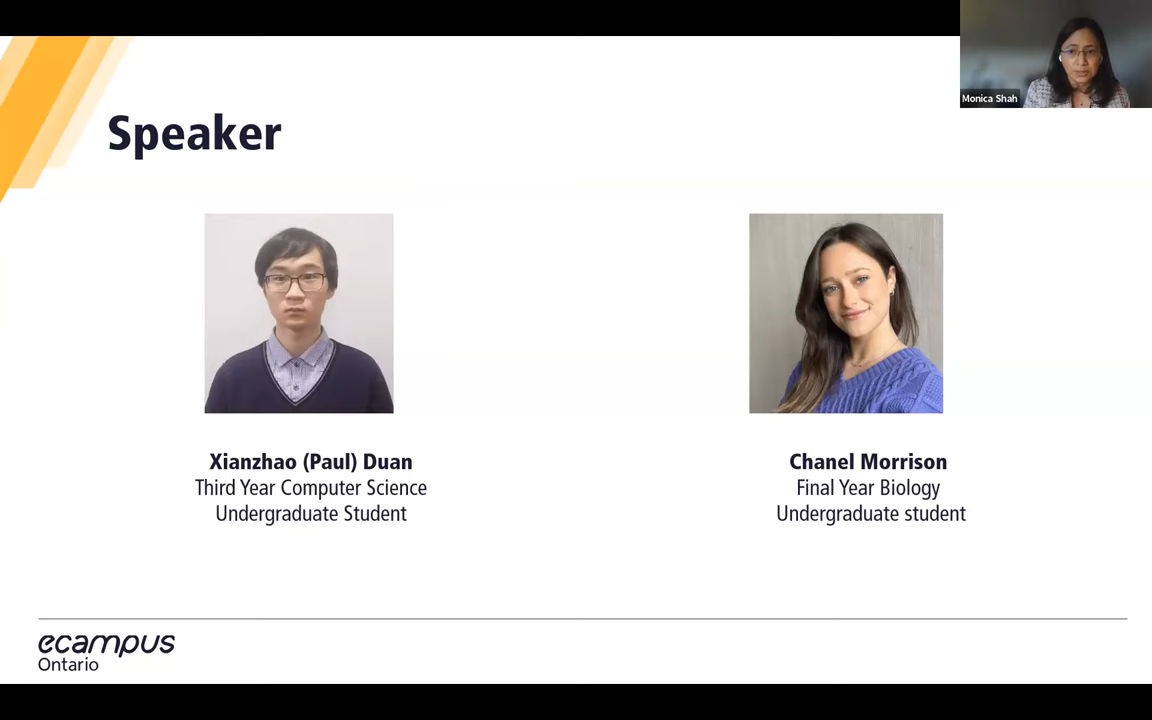 Monica Shah
Speaker
Xianzhao (Paul) Duan
Third Year Computer Science
Undergraduate Student
Chanel Morrison
Final Year Biology
Undergraduate student
ecampus
Ontario